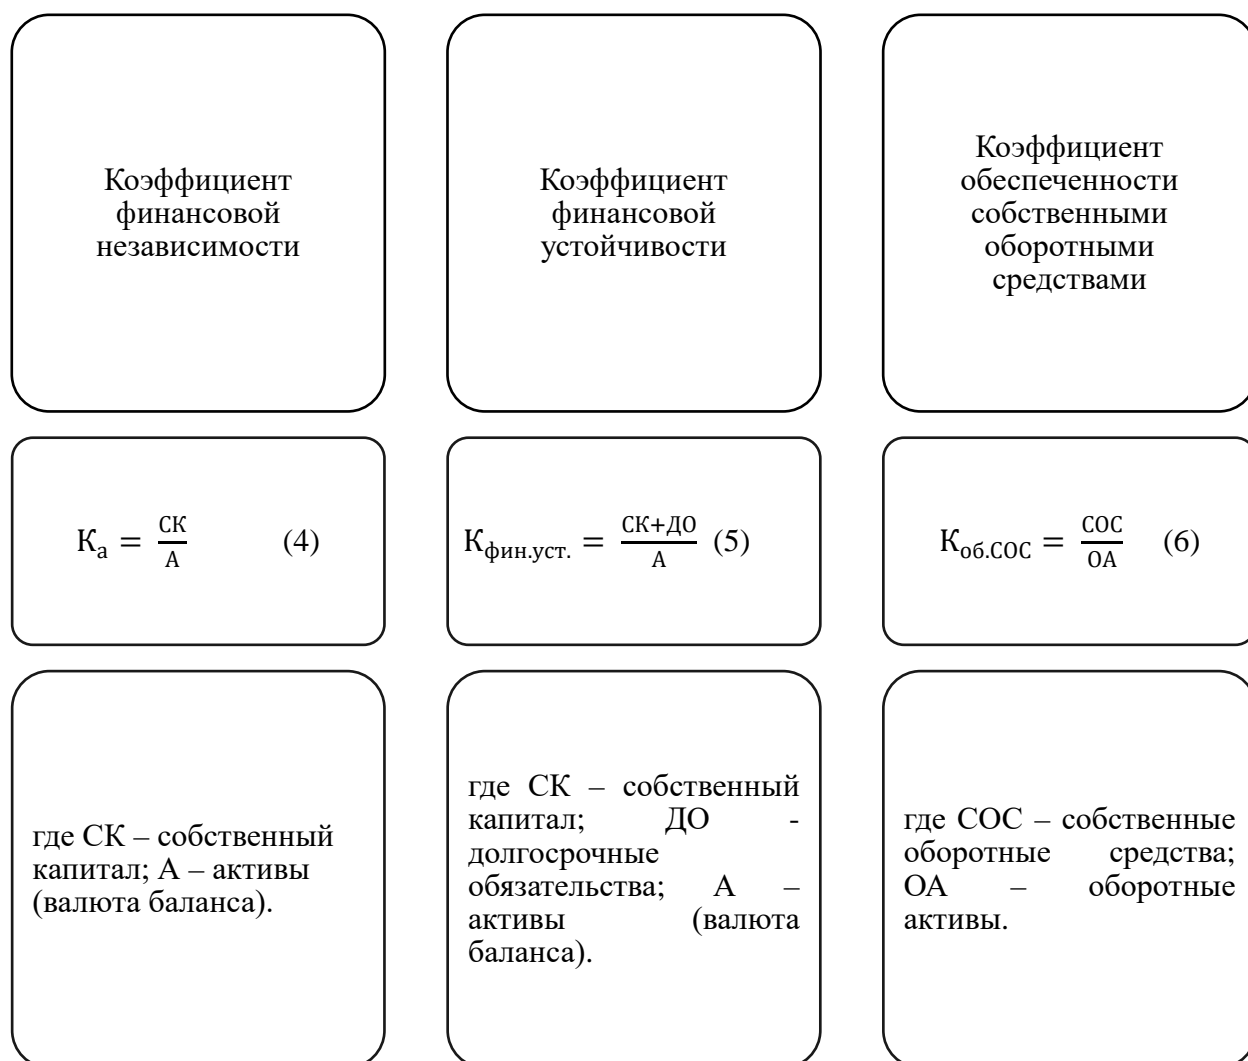 Коэффициент
финансовой
независимости
Коэффициент
финансовой
устойчивости
Коэффициент
обеспеченности
собственными
оборотными
средствами
К_а = СК/А (4)
К_фин.уст. = СК+ДО/А (5)
К_об.СОС = СОС/ОА (6)
где СК – собственный
капитал; А – активы
(валюта баланса).
где СК – собственный
капитал; ДО -
долгосрочные
обязательства; А –
активы (валюта
баланса).
где СОС – собственные
оборотные средства;
ОА – оборотные
активы.